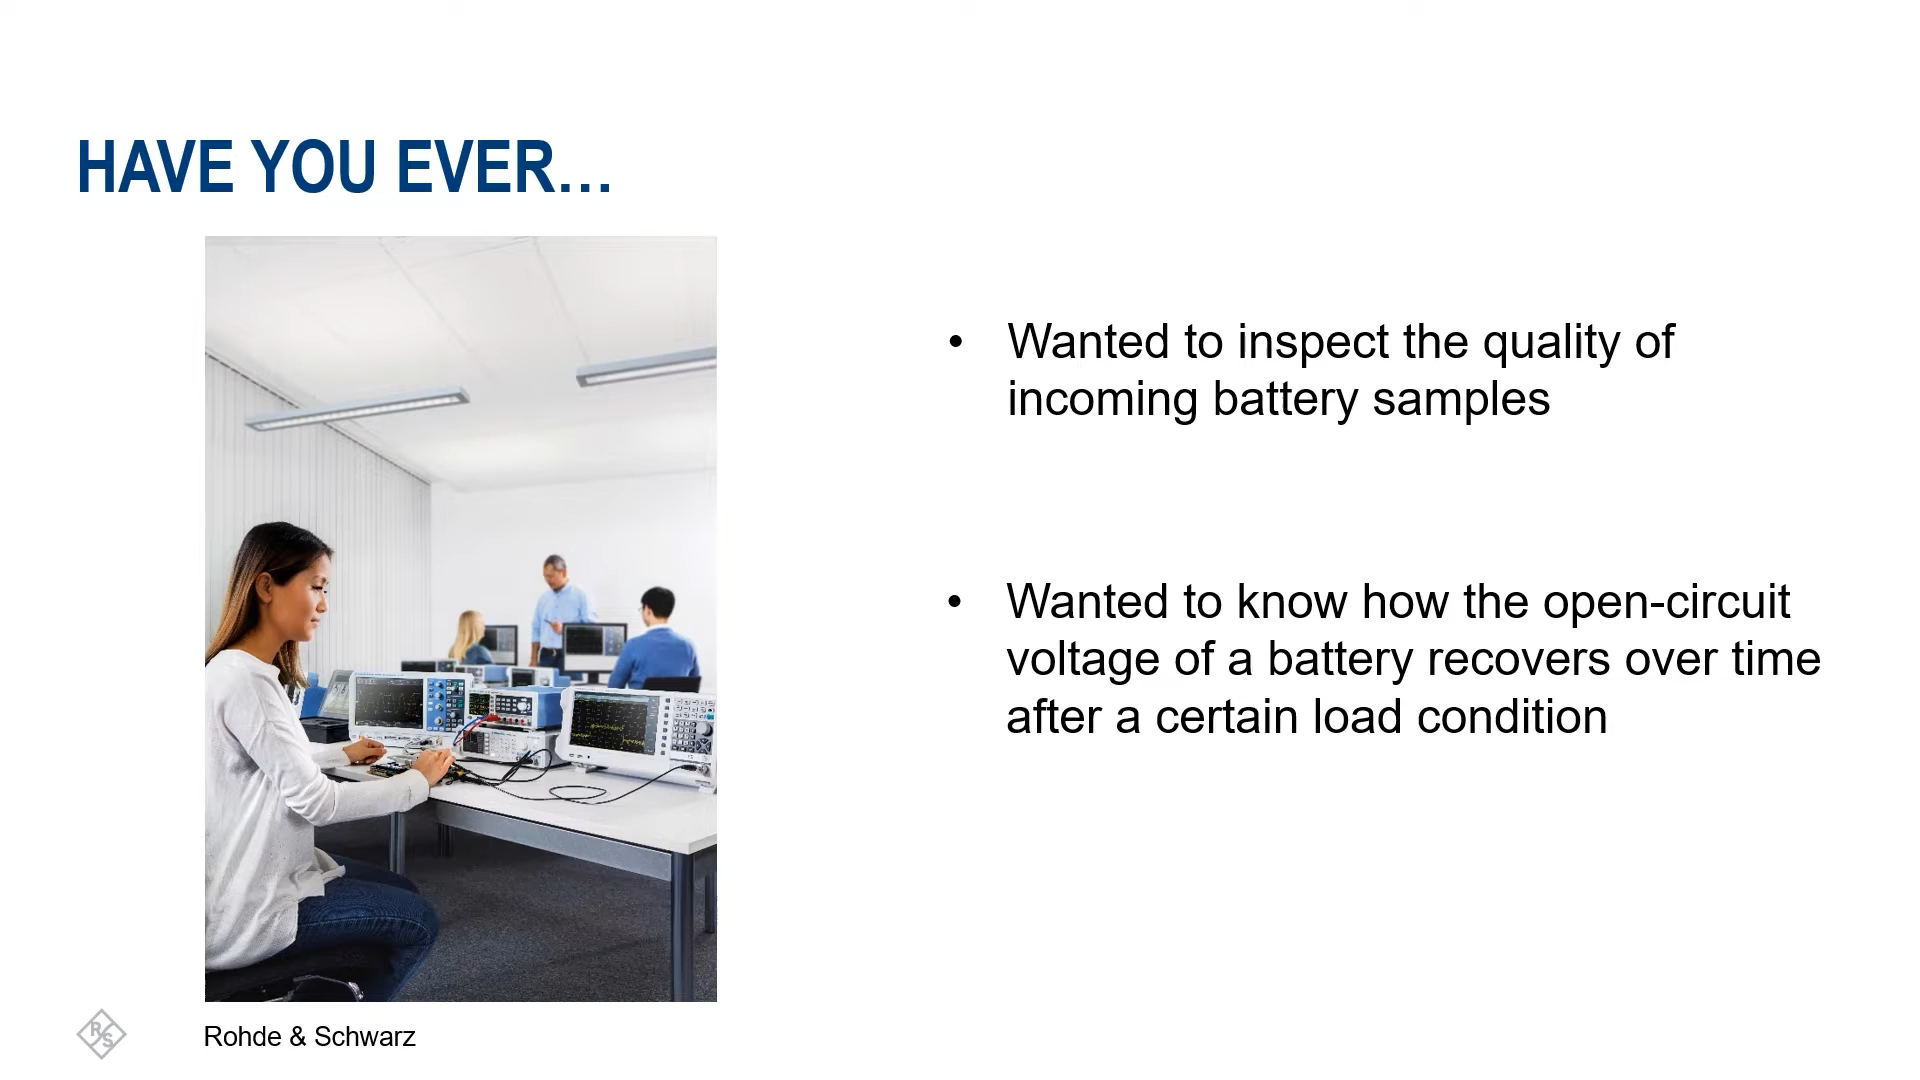 HAVE YOU EVER…
• Wanted to inspect the quality of
incoming battery samples
• Wanted to know how the open-circuit
voltage of a battery recovers over time
after a certain load condition
R S
Rohde & Schwarz